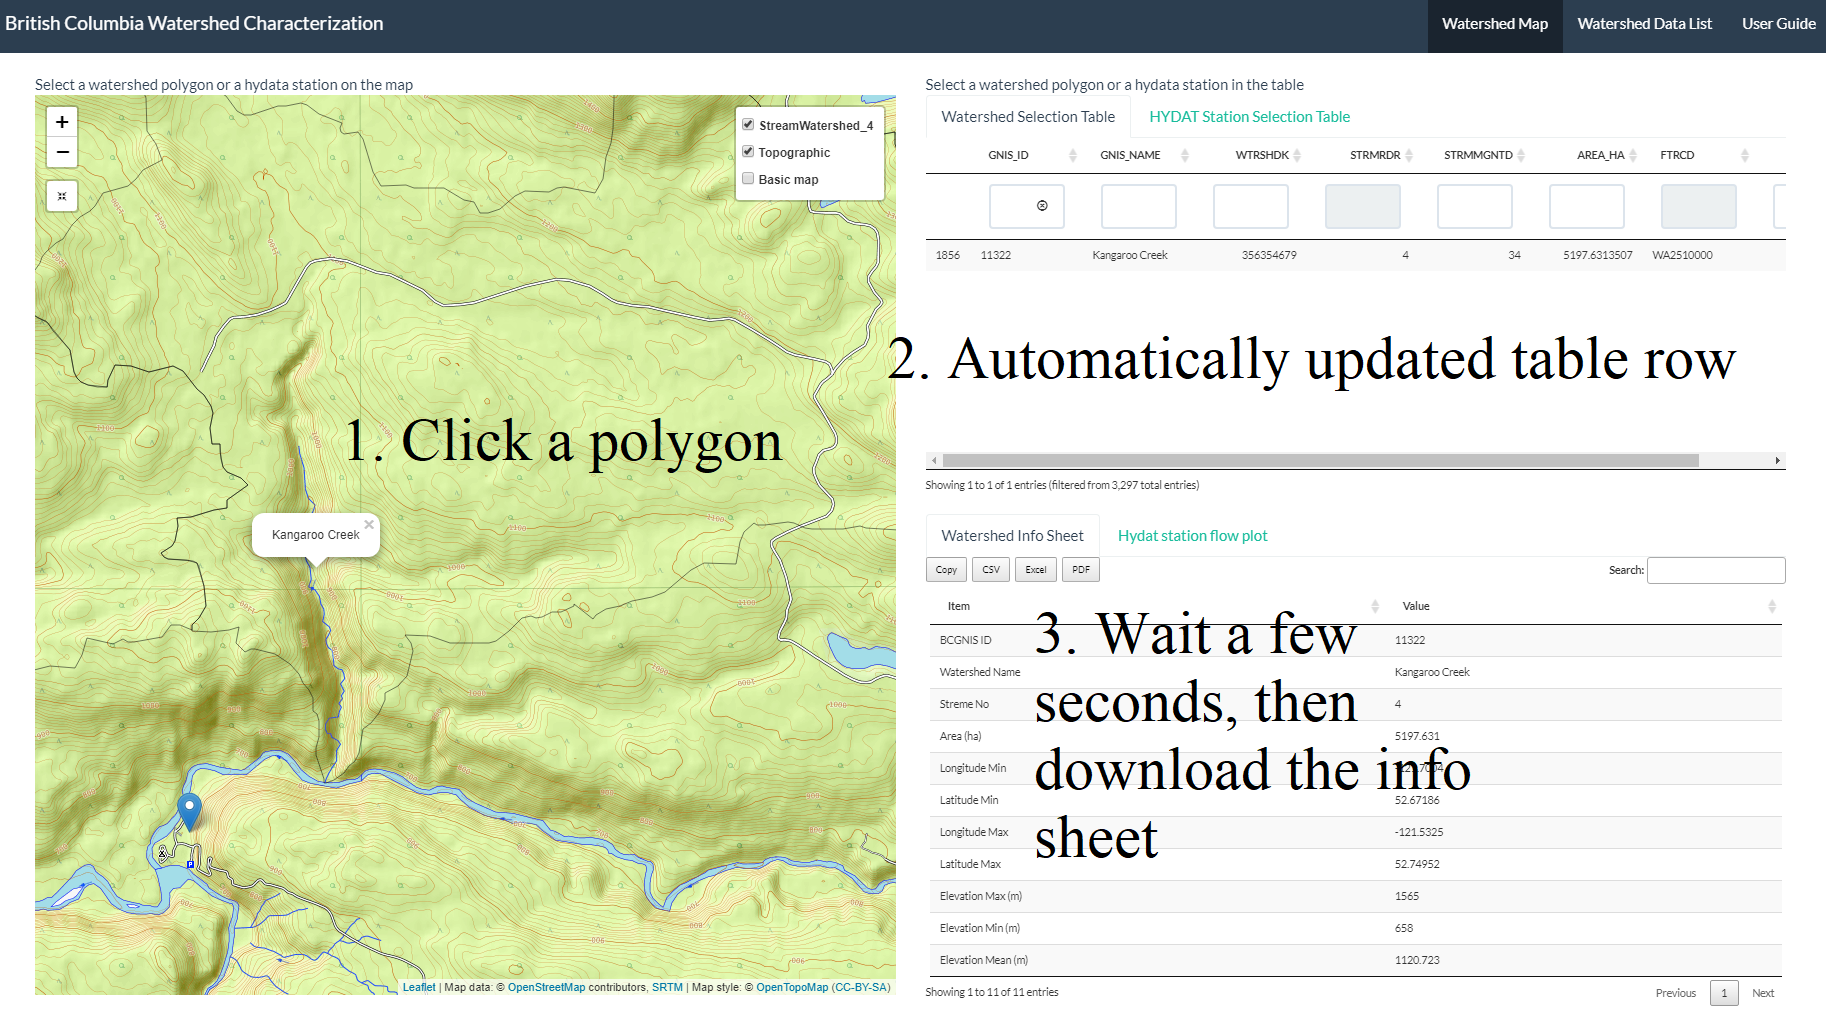 British Columbia Watershed Characterization
Watershed Map
Watershed Data List
User Guide
Select a watershed polygon or a hydata station on the map
+
−
StreamWatershed_4
Topographic
Basic map
1. Click a polygon
Kangaroo Creek ×
Leaflet | Map data: © OpenStreetMap contributors, SRTM | Map style: © OpenTopoMap (CC-BY-SA)
Select a watershed polygon or a hydata station in the table
Watershed Selection Table
HYDAT Station Selection Table
GNIS_ID GNIS_NAME WTRSHDK STRMRDR STRMMGNTD AREA_HA FTRCD
1856 11322 Kangaroo Creek 356354679 4 34 5197.6313507 WA2510000
2. Automatically updated table row
Showing 1 to 1 of 1 entries (filtered from 3,297 total entries)
Watershed Info Sheet
Hydat station flow plot
Copy CSV Excel PDF
Search:
Item Value
BCGNIS ID 11322
Watershed Name Kangaroo Creek
Streme No 4
Area (ha) 5197.631
Longitude Min
Latitude Min 52.67186
Longitude Max -121.5325
Latitude Max 52.74952
Elevation Max (m) 1565
Elevation Min (m) 658
Elevation Mean (m) 1120.723
3. Wait a few
seconds, then
download the info
sheet
Showing 1 to 11 of 11 entries
Previous 1 Next